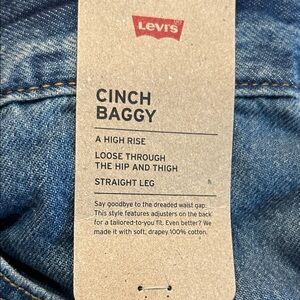 Levi's
CINCH
BAGGY
A HIGH RISE
LOOSE THROUGH
THE HIP AND THIGH
STRAIGHT LEG
Say goodbye to the dreaded waist gap.
This style features adjusters on the back
for a tailored-to-you fit. Even better? We
made it with soft, drapey 100% cotton.